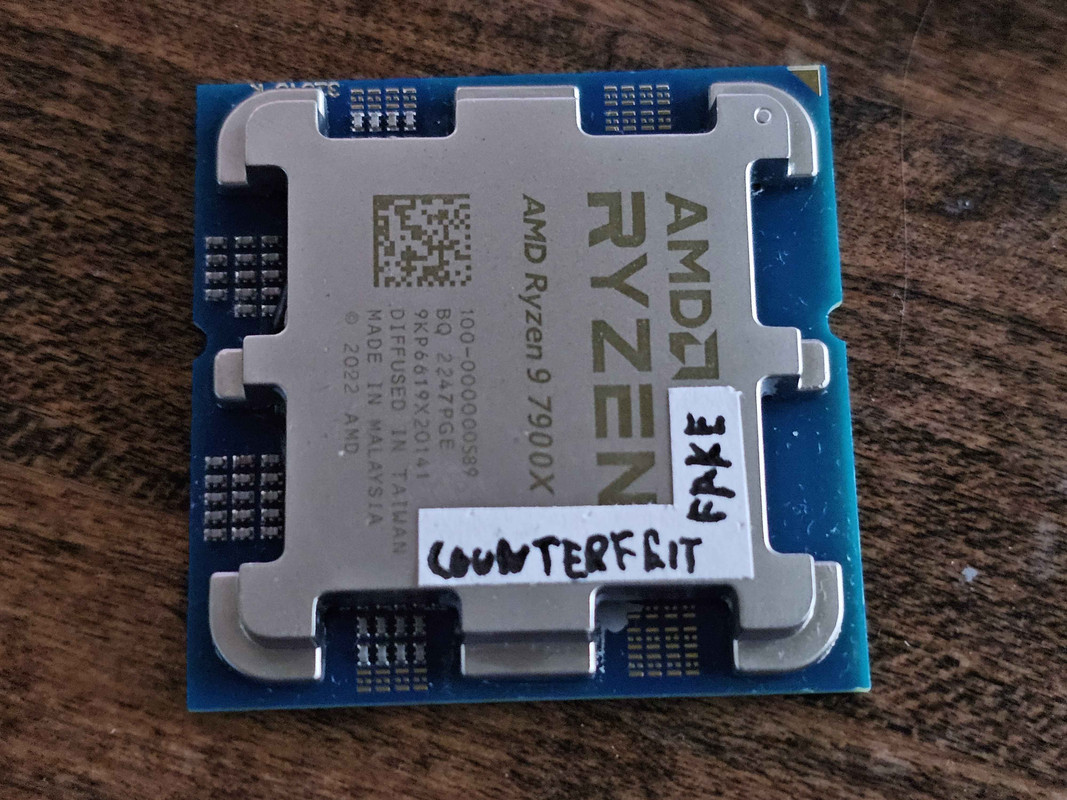 AMD
RYZEN
AMD Ryzen 9 7900X
100-000000589
BQ 2247PGE
9KP6619X20141
DIFFUSED IN TAIWAN
MADE IN MALAYSIA
© 2022 AMD
FAKE
COUNTERFEIT